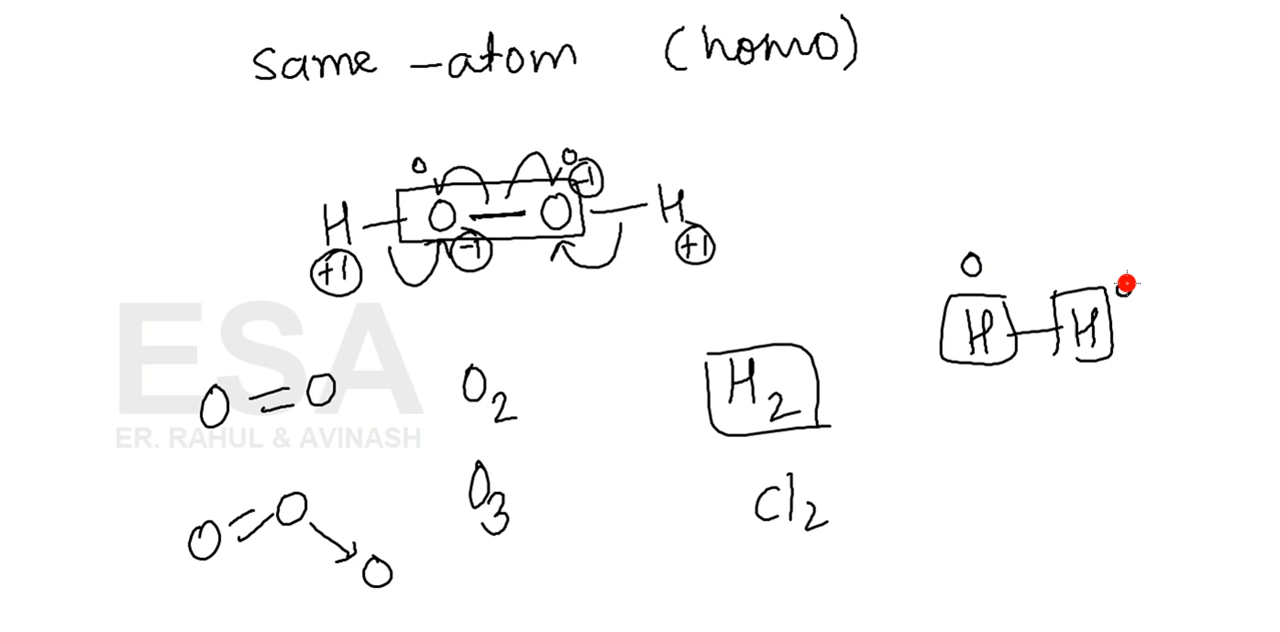 same -atom (homo)
o o -1
H - O - O - H
+1 -1 +1
o o
H - H
ESA
O = O O2 H2
ER. RAHUL & AVINASH
O3 Cl2
O = O → O